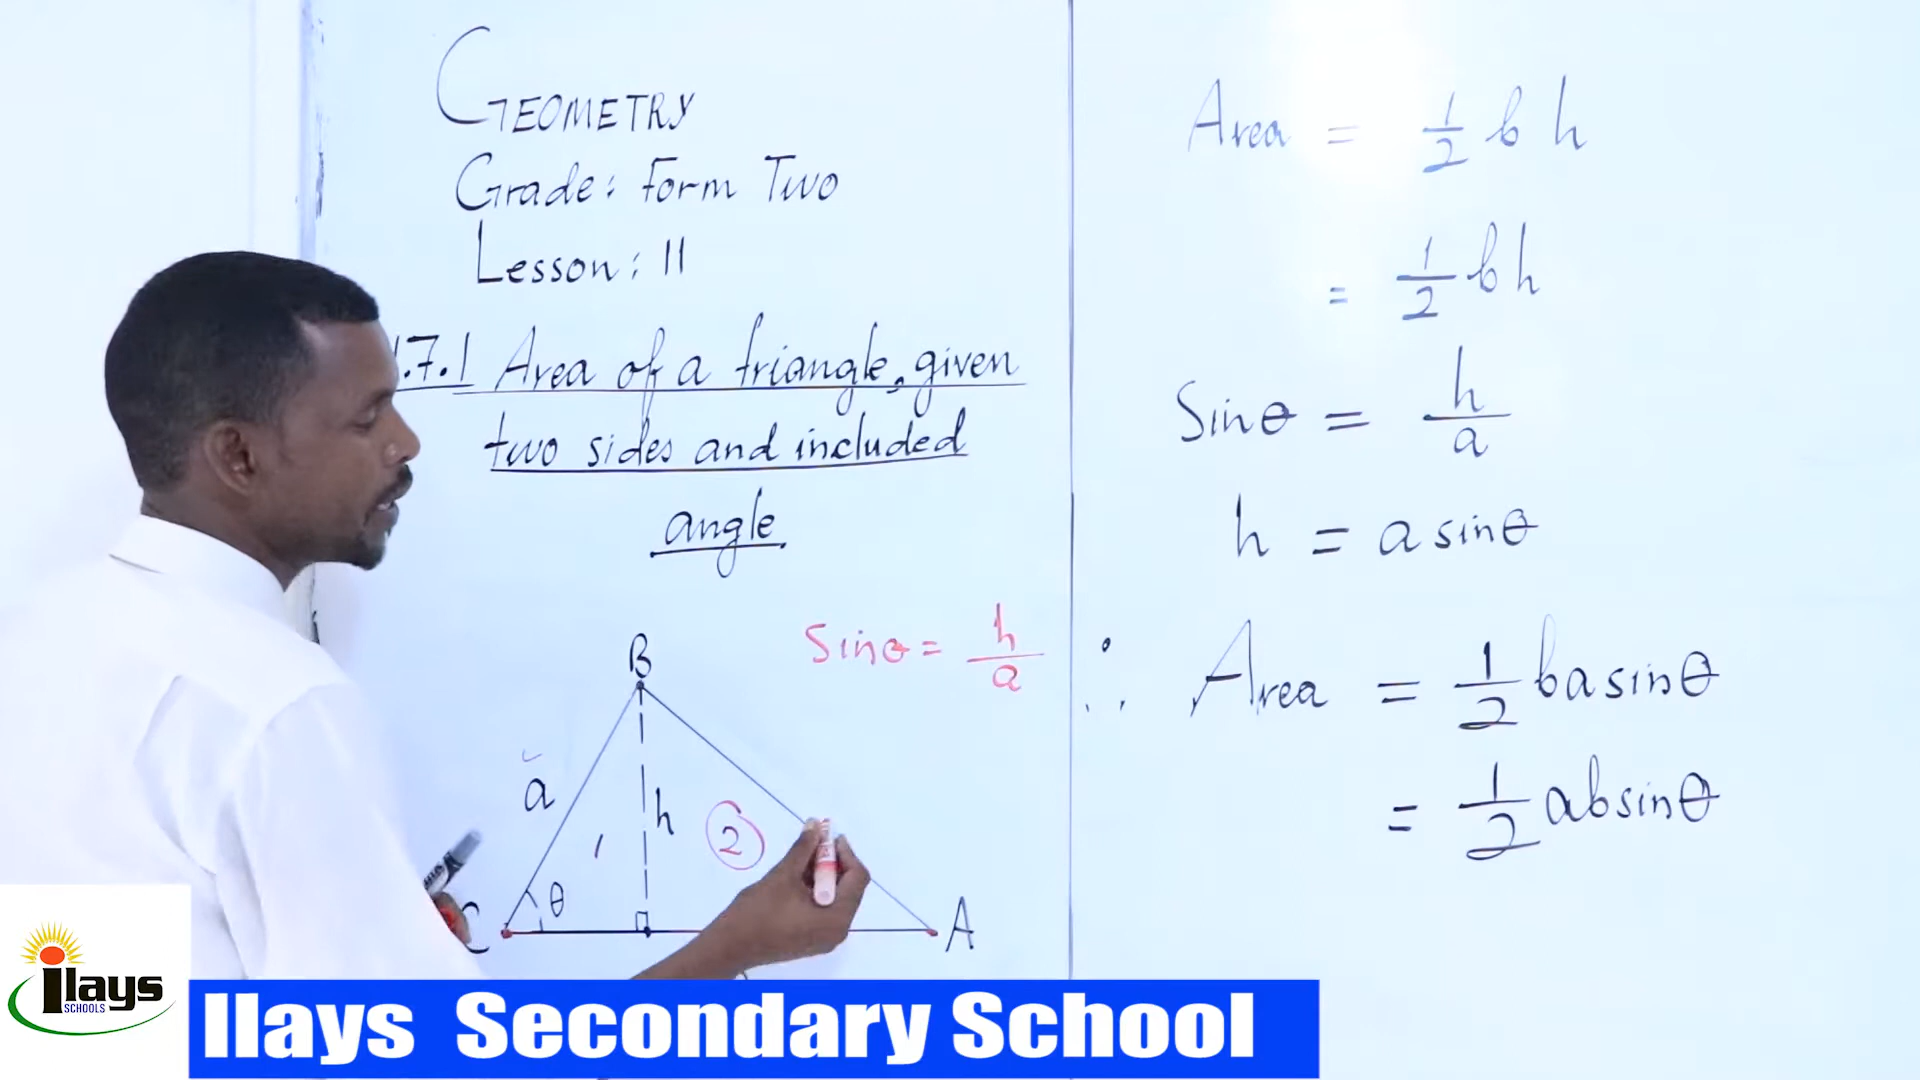 GEOMETRY
Grade: Form Two
Lesson: 11
.7.1 Area of a triangle, given
two sides and included
angle.
B
Sinθ = h/a
a
h
1
2
θ
C
A
Area = 1/2 b h
= 1/2 b h
Sinθ = h/a
h = a sinθ
∴ Area = 1/2 b a sinθ
= 1/2 a b sinθ
ilays
SCHOOLS
Ilays Secondary School